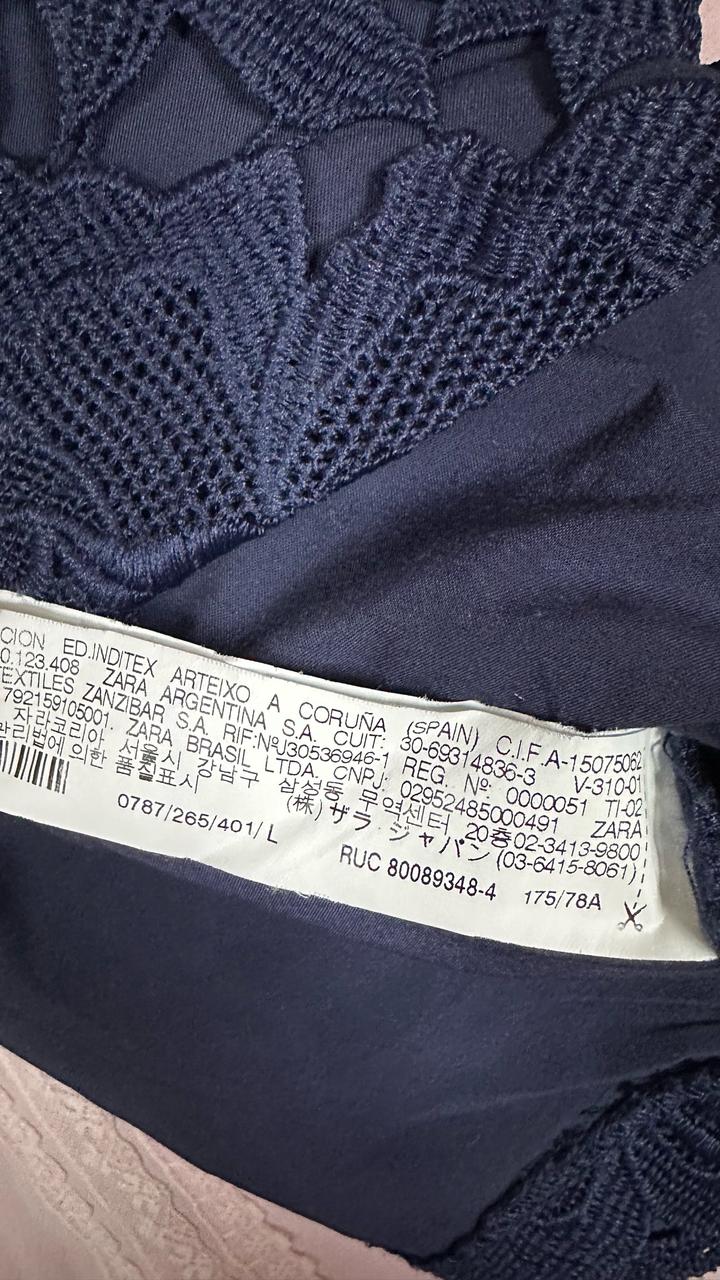 CION ED.INDITEX ARTEIXO A CORUÑA (SPAIN) C.I.F.A-15075062
0.123.408 ZARA ARGENTINA S.A. CUIT: 30-69314836-3 V-310-01
TEXTILES ZANZIBAR S.A. RIF:NºJ30536946-1 REG. Nº 0000051 TI-02
792159105001. ZARA BRASIL LTDA. CNPJ: 02952485000491 ZARA
자라코리아 서울시 강남구 삼성동 무역센터 20층02-3413-9800
관리법에 의한 품질표시 (株) ザラ ジャパン (03-6415-8061)
0787/265/401/ L RUC 80089348-4 175/78A